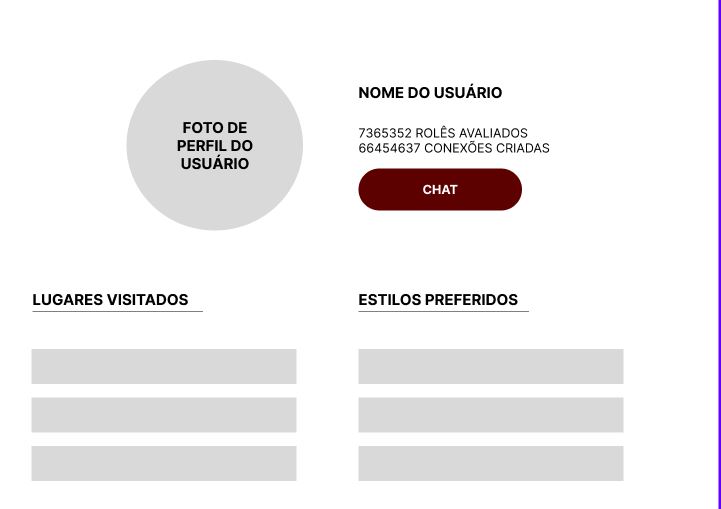 FOTO DE
PERFIL DO
USUÁRIO
NOME DO USUÁRIO
7365352 ROLÊS AVALIADOS
66454637 CONEXÕES CRIADAS
CHAT
LUGARES VISITADOS
ESTILOS PREFERIDOS